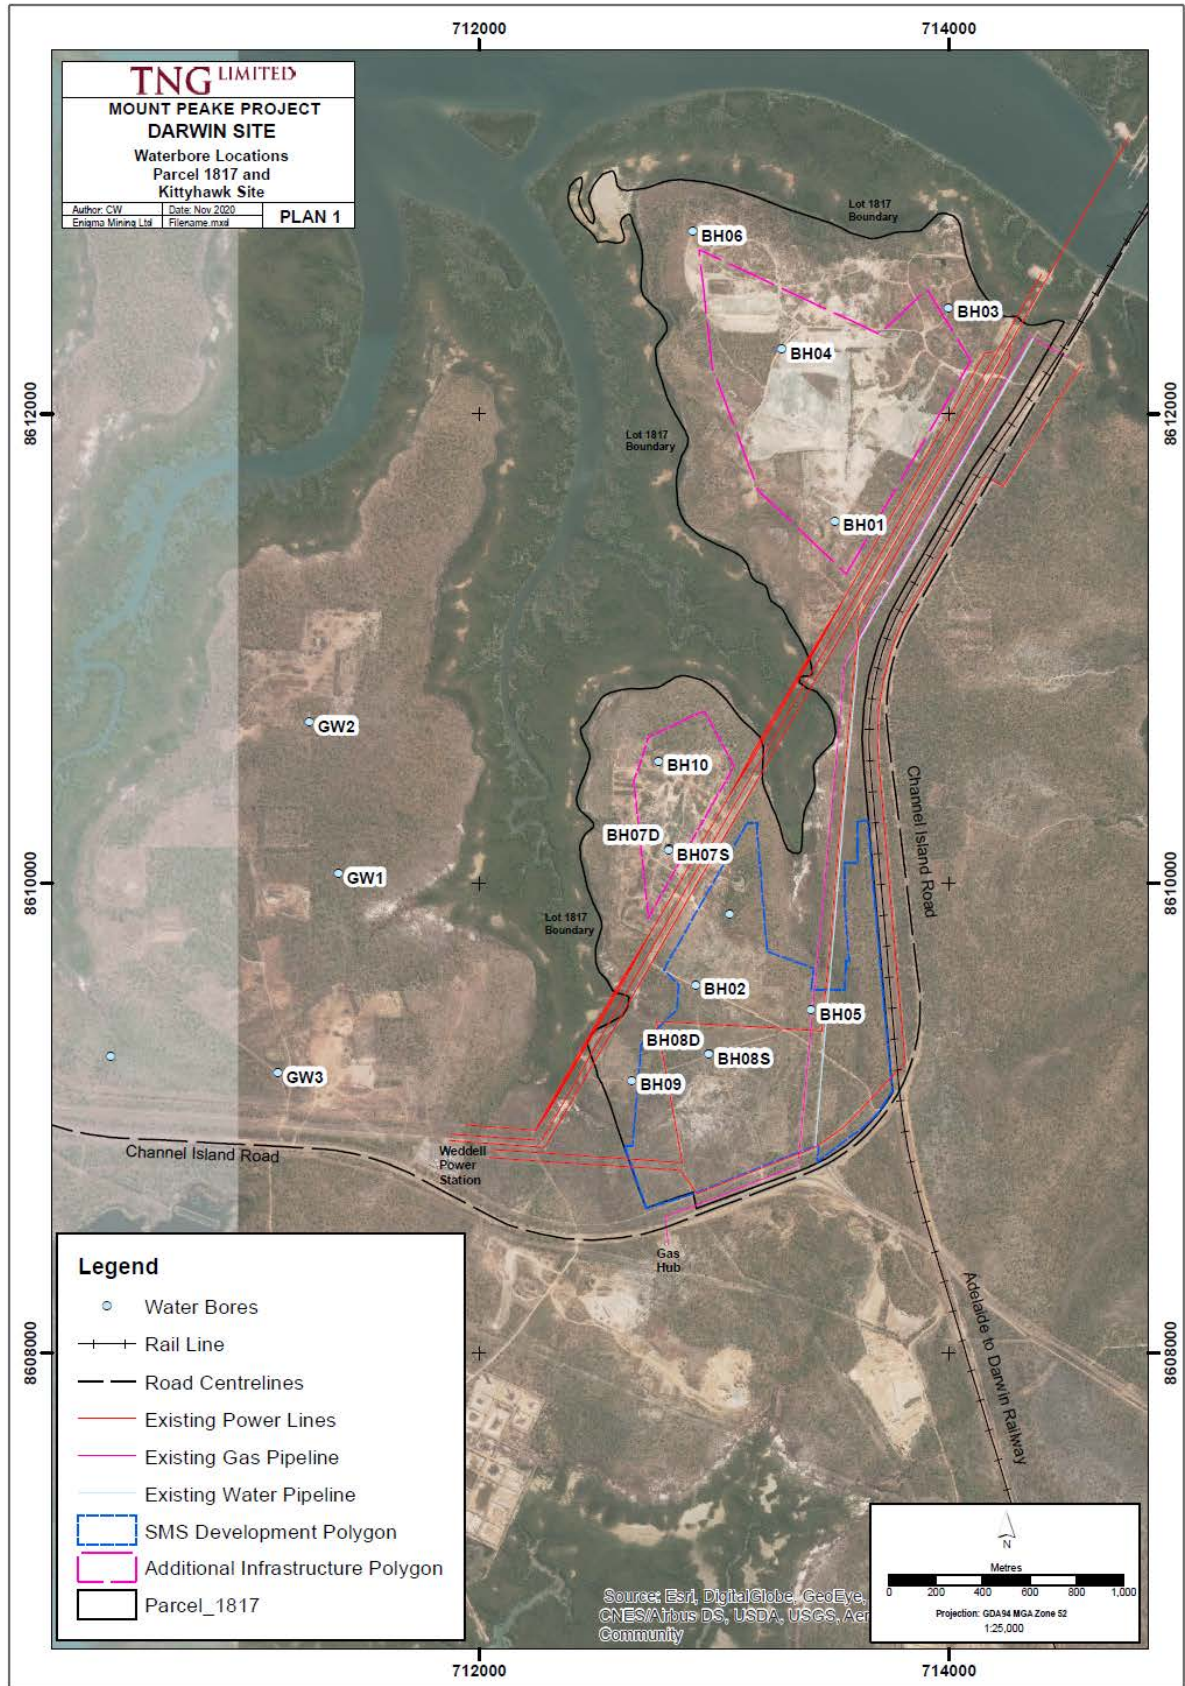 712000
714000
TNG LIMITED
MOUNT PEAKE PROJECT
DARWIN SITE
Waterbore Locations
Parcel 1817 and
Kittyhawk Site
Author: CW
Date: Nov 2020
Enigma Mining Ltd
Filename.mxd
PLAN 1
Lot 1817
Boundary
BH06
BH03
BH04
8612000
8612000
Lot 1817
Boundary
BH01
GW2
BH10
Channel Island Road
BH07D
BH07S
GW1
8610000
8610000
Lot 1817
Boundary
BH02
BH05
BH08D
BH08S
GW3
BH09
Channel Island Road
Weddell
Power
Station
Gas
Hub
Adelaide to Darwin Railway
8608000
8608000
Legend
Water Bores
Rail Line
Road Centrelines
Existing Power Lines
Existing Gas Pipeline
Existing Water Pipeline
SMS Development Polygon
Additional Infrastructure Polygon
Parcel_1817
N
Metres
0 200 400 600 800 1,000
Projection: GDA94 MGA Zone 52
1:25,000
Source: Esri, DigitalGlobe, GeoEye,
CNES/Airbus DS, USDA, USGS, Aer
Community
712000
714000